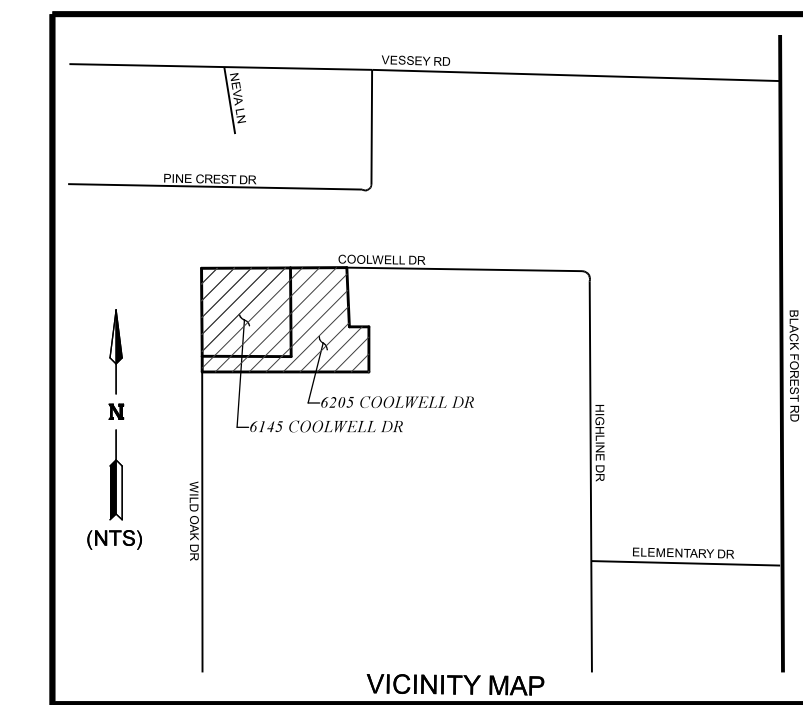 VESSEY RD
NEVA LN
PINE CREST DR
COOLWELL DR
BLACK FOREST RD
6205 COOLWELL DR
6145 COOLWELL DR
N
HIGHLINE DR
WILD OAK DR
(NTS)
ELEMENTARY DR
VICINITY MAP